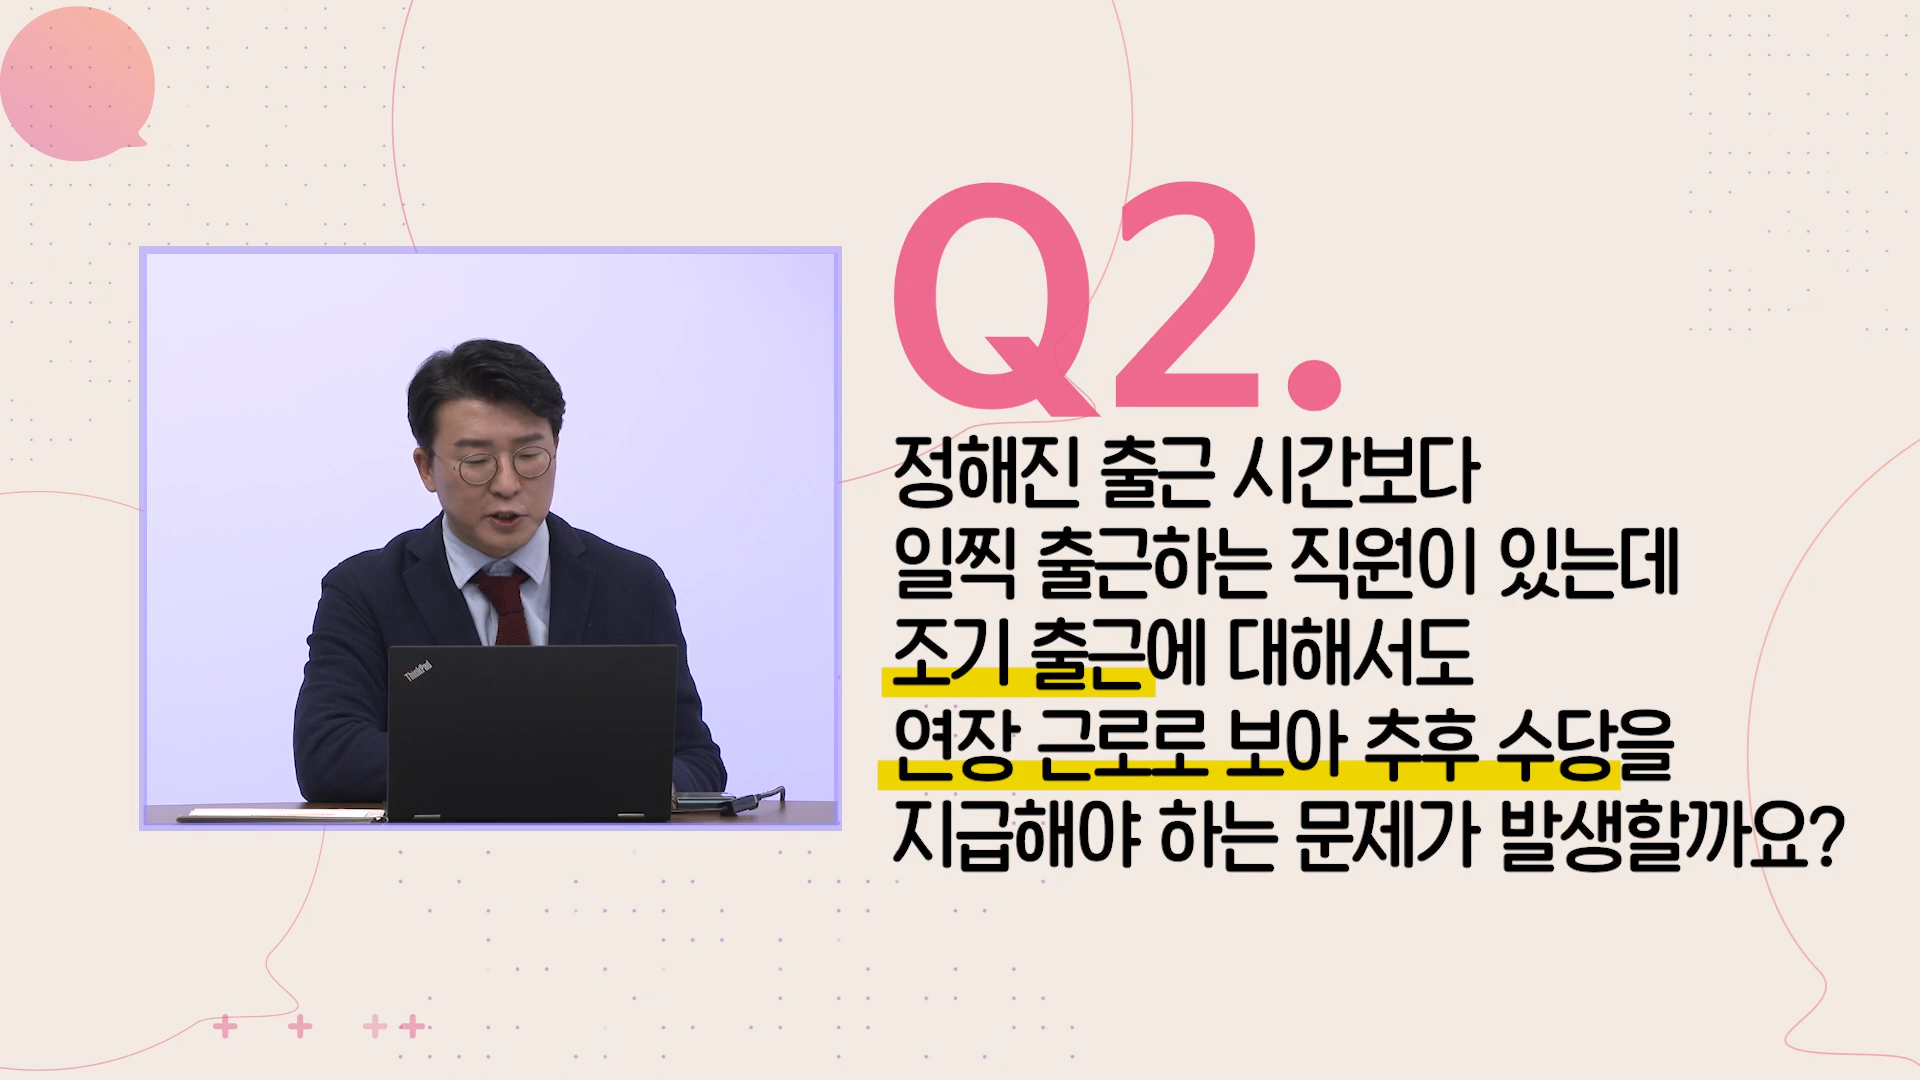 Q2.
정해진 출근 시간보다
일찍 출근하는 직원이 있는데
조기 출근에 대해서도
연장 근로로 보아 추후 수당을
지급해야 하는 문제가 발생할까요?
ThinkPad